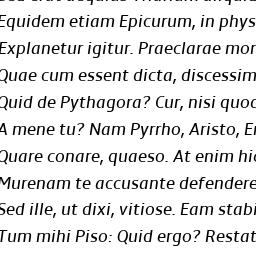 Equidem etiam Epicurum, in phys
Explanetur igitur. Praeclarae mor
Quae cum essent dicta, discessim
Quid de Pythagora? Cur, nisi quod
A mene tu? Nam Pyrrho, Aristo, Er
Quare conare, quaeso. At enim hic
Murenam te accusante defendere
Sed ille, ut dixi, vitiose. Eam stabi
Tum mihi Piso: Quid ergo? Restat